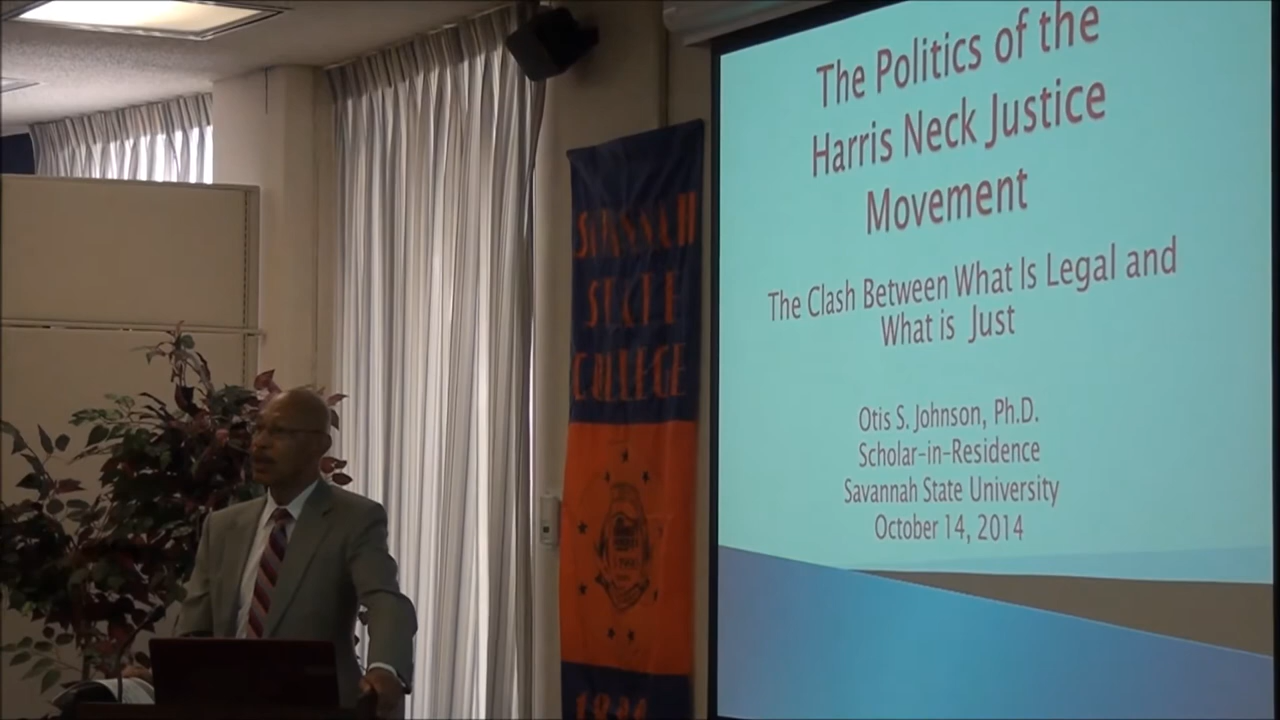 The Politics of the
Harris Neck Justice
Movement
The Clash Between What Is Legal and
What is Just
Otis S. Johnson, Ph.D.
Scholar-in-Residence
Savannah State University
October 14, 2014
SAVANNAH
STATE
COLLEGE